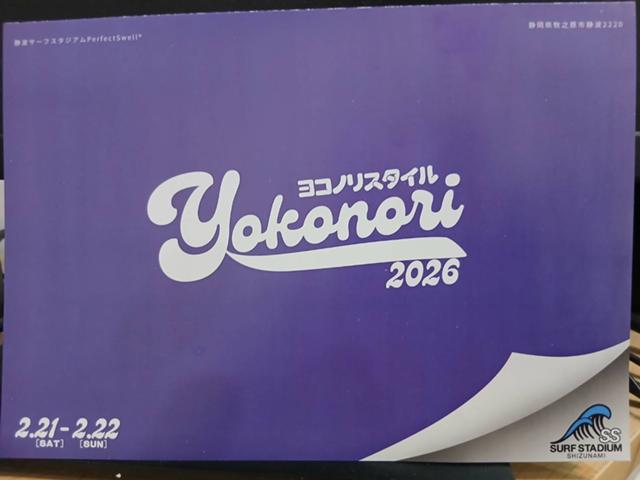 静波サーフスタジアムPerfectSwell®
静岡県牧之原市静波2220
ヨコノリスタイル
Yokonori
2026
2.21-2.22
[SAT] [SUN]
SS
SURF STADIUM
SHIZUNAMI